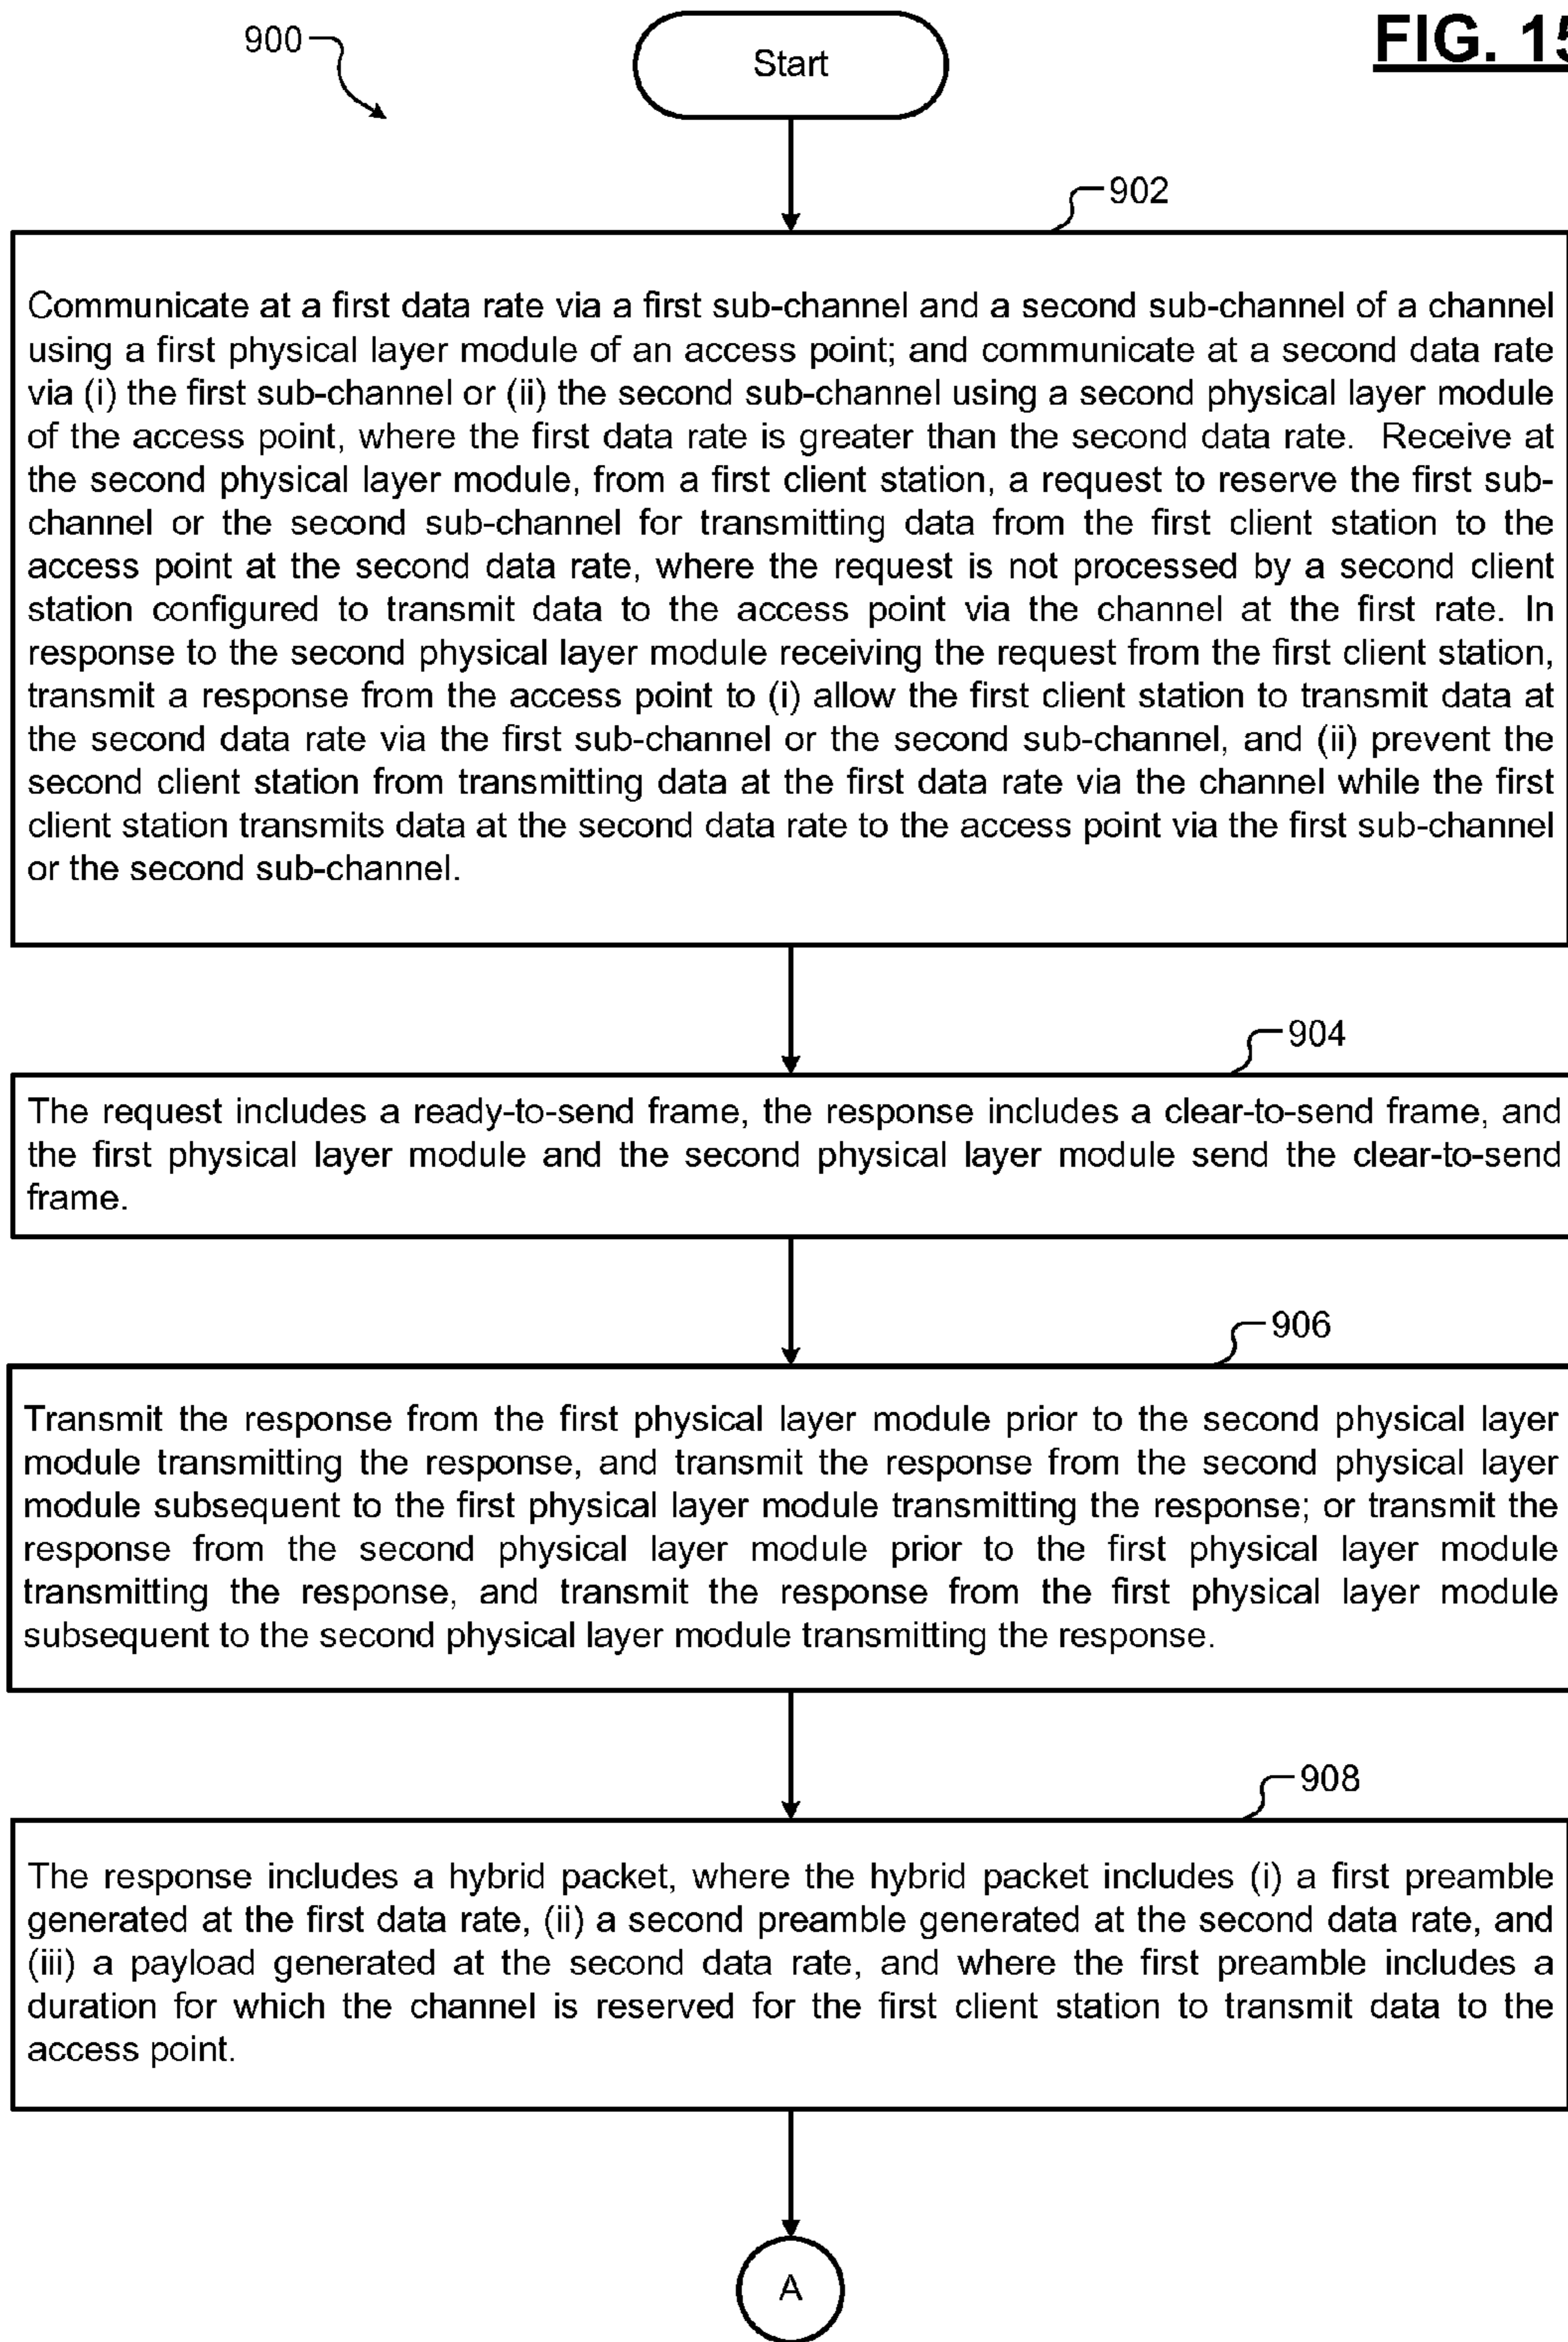 FIG. 15
900
Start
902
Communicate at a first data rate via a first sub-channel and a second sub-channel of a channel
using a first physical layer module of an access point; and communicate at a second data rate
via (i) the first sub-channel or (ii) the second sub-channel using a second physical layer module
of the access point, where the first data rate is greater than the second data rate. Receive at
the second physical layer module, from a first client station, a request to reserve the first sub-
channel or the second sub-channel for transmitting data from the first client station to the
access point at the second data rate, where the request is not processed by a second client
station configured to transmit data to the access point via the channel at the first rate. In
response to the second physical layer module receiving the request from the first client station,
transmit a response from the access point to (i) allow the first client station to transmit data at
the second data rate via the first sub-channel or the second sub-channel, and (ii) prevent the
second client station from transmitting data at the first data rate via the channel while the first
client station transmits data at the second data rate to the access point via the first sub-channel
or the second sub-channel.
904
The request includes a ready-to-send frame, the response includes a clear-to-send frame, and
the first physical layer module and the second physical layer module send the clear-to-send
frame.
906
Transmit the response from the first physical layer module prior to the second physical layer
module transmitting the response, and transmit the response from the second physical layer
module subsequent to the first physical layer module transmitting the response; or transmit the
response from the second physical layer module prior to the first physical layer module
transmitting the response, and transmit the response from the first physical layer module
subsequent to the second physical layer module transmitting the response.
908
The response includes a hybrid packet, where the hybrid packet includes (i) a first preamble
generated at the first data rate, (ii) a second preamble generated at the second data rate, and
(iii) a payload generated at the second data rate, and where the first preamble includes a
duration for which the channel is reserved for the first client station to transmit data to the
access point.
A